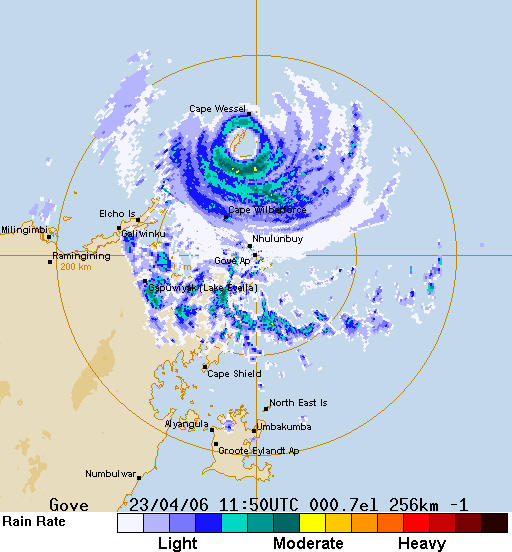 Cape Wessel
Elcho Is
Cape Wilberforce
Milingimbi
Galiwinku
Nhulunbuy
Ramingining
Gove Ap
200 km
Gapuwiyak (Lake Evella)
Cape Shield
North East Is
Alyangula
Umbakumba
Groote Eylandt Ap
Numbulwar
Gove 23/04/06 11:50UTC 000.7el 256km -1
Rain Rate
Light Moderate Heavy